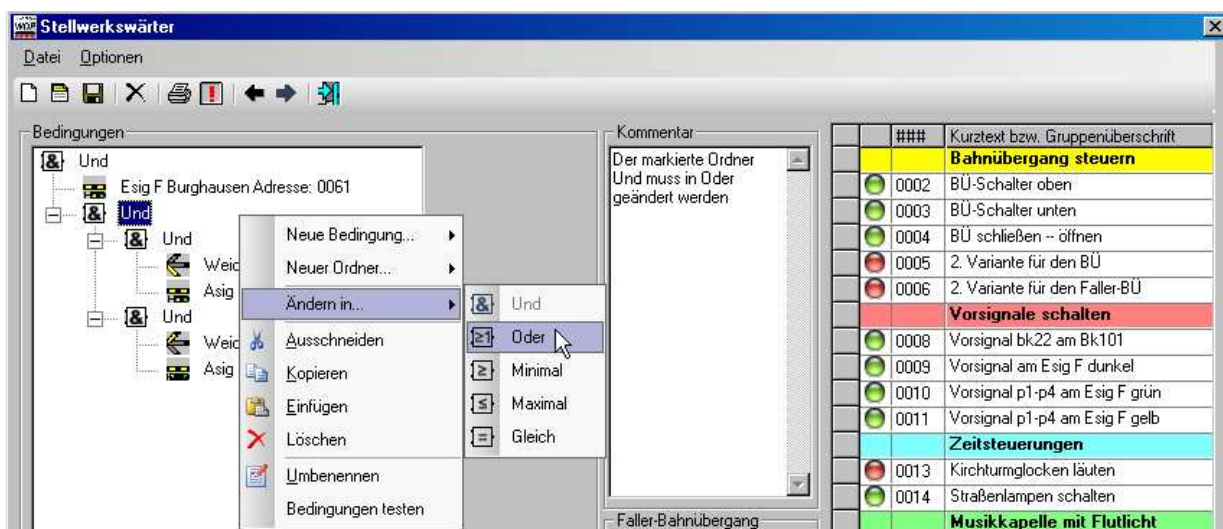 Stellwerkswärter
Datei Optionen
Bedingungen
& Und
Esig F Burghausen Adresse: 0061
& Und
& Und
Weic
Asig
& Und
Weic
Asig
Neue Bedingung...
Neuer Ordner...
Ändern in...
Ausschneiden
Kopieren
Einfügen
Löschen
Umbenennen
Bedingungen testen
& Und
≥1 Oder
≥ Minimal
≤ Maximal
= Gleich
Kommentar
Der markierte Ordner
Und muss in Oder
geändert werden
Faller-Bahnübergang
### Kurztext bzw. Gruppenüberschrift
Bahnübergang steuern
0002 BÜ-Schalter oben
0003 BÜ-Schalter unten
0004 BÜ schließen -- öffnen
0005 2. Variante für den BÜ
0006 2. Variante für den Faller-BÜ
Vorsignale schalten
0008 Vorsignal bk22 am Bk101
0009 Vorsignal am Esig F dunkel
0010 Vorsignal p1-p4 am Esig F grün
0011 Vorsignal p1-p4 am Esig F gelb
Zeitsteuerungen
0013 Kirchturmglocken läuten
0014 Straßenlampen schalten
Musikkapelle mit Flutlicht